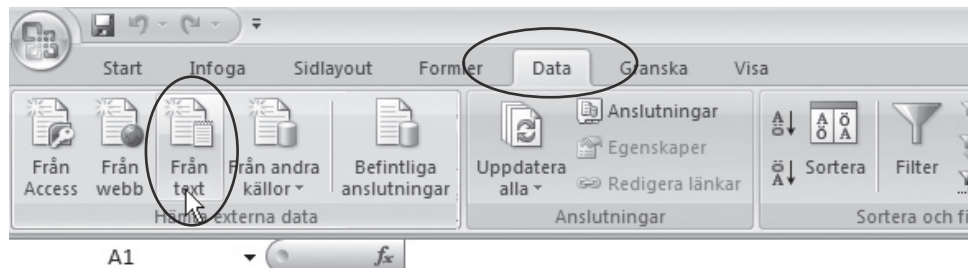 Start Infoga Sidlayout Formler Data Granska Visa
Från Access
Från webb
Från text
Från andra källor
Befintliga anslutningar
Hämta externa data
Uppdatera alla
Anslutningar
Egenskaper
Redigera länkar
Anslutningar
A
Ö
Ö
A
A Ö
Ö A
Sortera
Filter
Sortera och fi
A1
fx